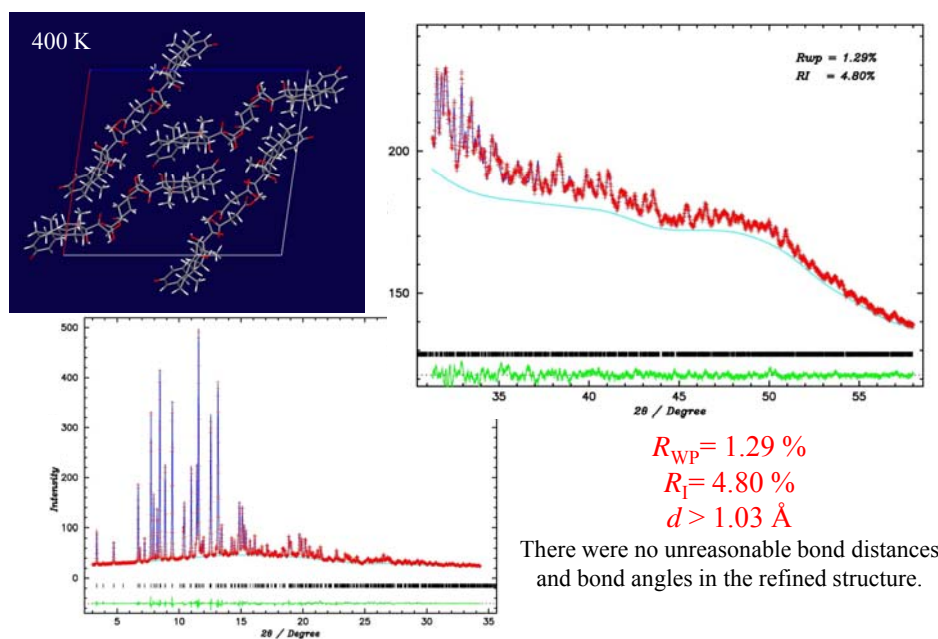 400 K
Rwp = 1.29%
RI = 4.80%
200
150
35
40
45
50
55
2θ / Degree
500
400
300
200
100
0
Intensity
5
10
15
20
25
30
35
2θ / Degree
R_WP= 1.29 %
R_I= 4.80 %
d > 1.03 Å
There were no unreasonable bond distances
and bond angles in the refined structure.